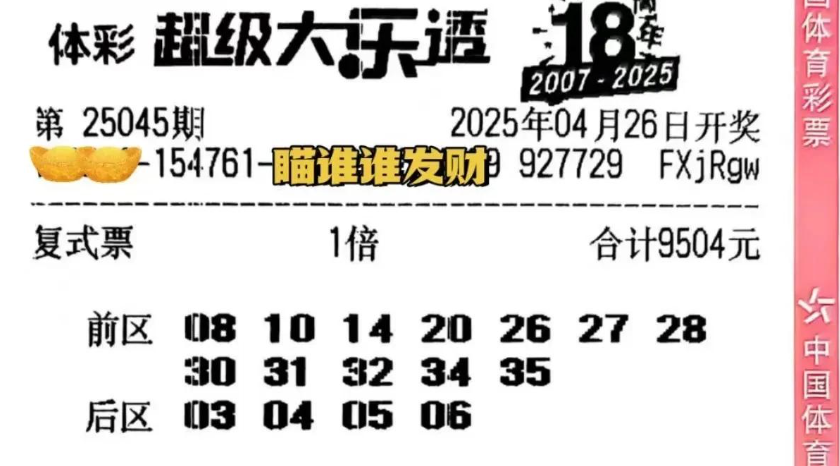 体彩 超级大乐透 18周年
2007-2025
第 25045期 2025年04月26日开奖
-154761- 瞄谁谁发财 927729 FXjRgw
复式票 1倍 合计9504元
前区 08 10 14 20 26 27 28
30 31 32 34 35
后区 03 04 05 06
国体育彩票
中国体育